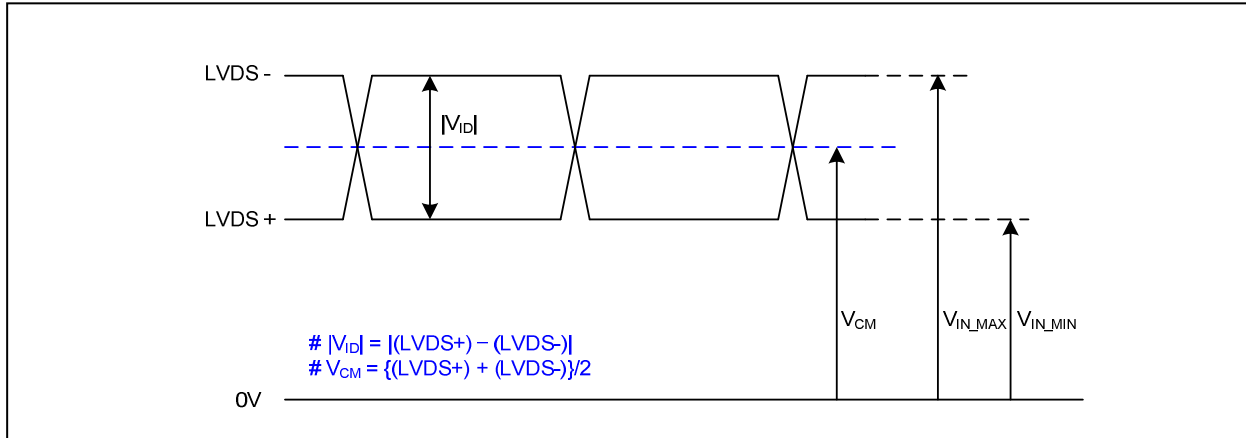 LVDS -
|VID|
LVDS +
VCM
VIN_MAX
VIN_MIN
# |VID| = |(LVDS+) – (LVDS-)|
# VCM = {(LVDS+) + (LVDS-)}/2
0V